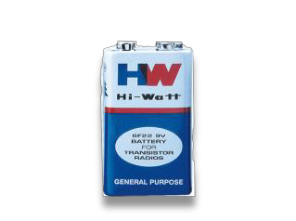 HW
Hi-Watt
6F22 9V
BATTERY
FOR
TRANSISTOR
RADIOS
GENERAL PURPOSE